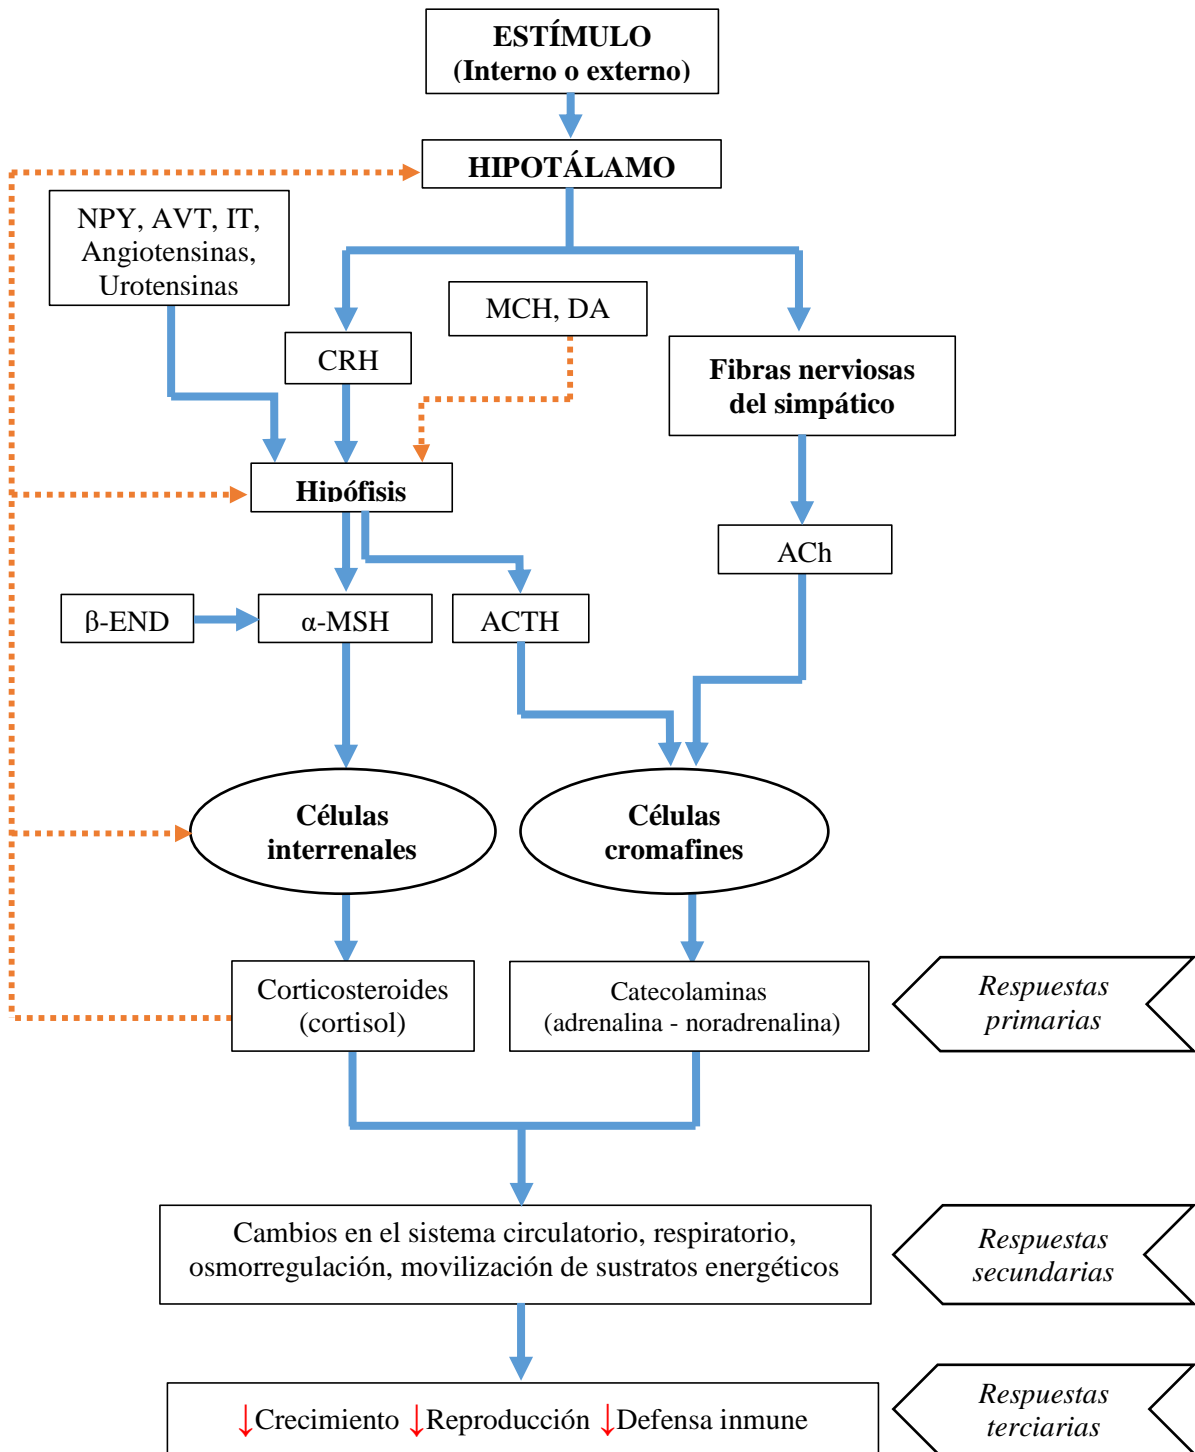 ESTÍMULO
(Interno o externo)
HIPOTÁLAMO
NPY, AVT, IT,
Angiotensinas,
Urotensinas
MCH, DA
CRH
Fibras nerviosas
del simpático
Hipófisis
ACh
β-END
α-MSH
ACTH
Células
interrenales
Células
cromafines
Corticosteroides
(cortisol)
Catecolaminas
(adrenalina - noradrenalina)
Respuestas
primarias
Cambios en el sistema circulatorio, respiratorio,
osmorregulación, movilización de sustratos energéticos
Respuestas
secundarias
↓Crecimiento ↓Reproducción ↓Defensa inmune
Respuestas
terciarias